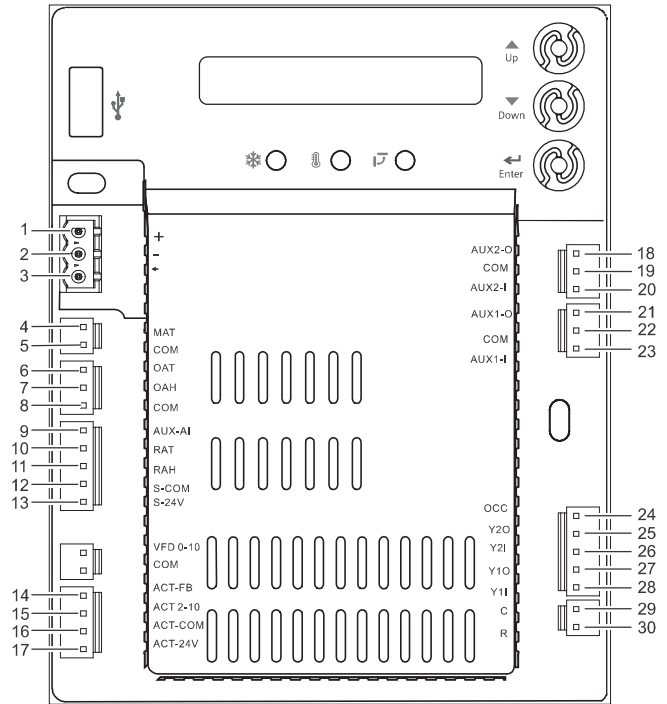 Up
Down
Enter
1
2
3
4
5
6
7
8
9
10
11
12
13
14
15
16
17
+
−
MAT
COM
OAT
OAH
COM
AUX-AI
RAT
RAH
S-COM
S-24V
VFD 0-10
COM
ACT-FB
ACT 2-10
ACT-COM
ACT-24V
AUX2-O
COM
AUX2-I
AUX1-O
COM
AUX1-I
OCC
Y2O
Y2I
Y1O
Y1I
C
R
18
19
20
21
22
23
24
25
26
27
28
29
30